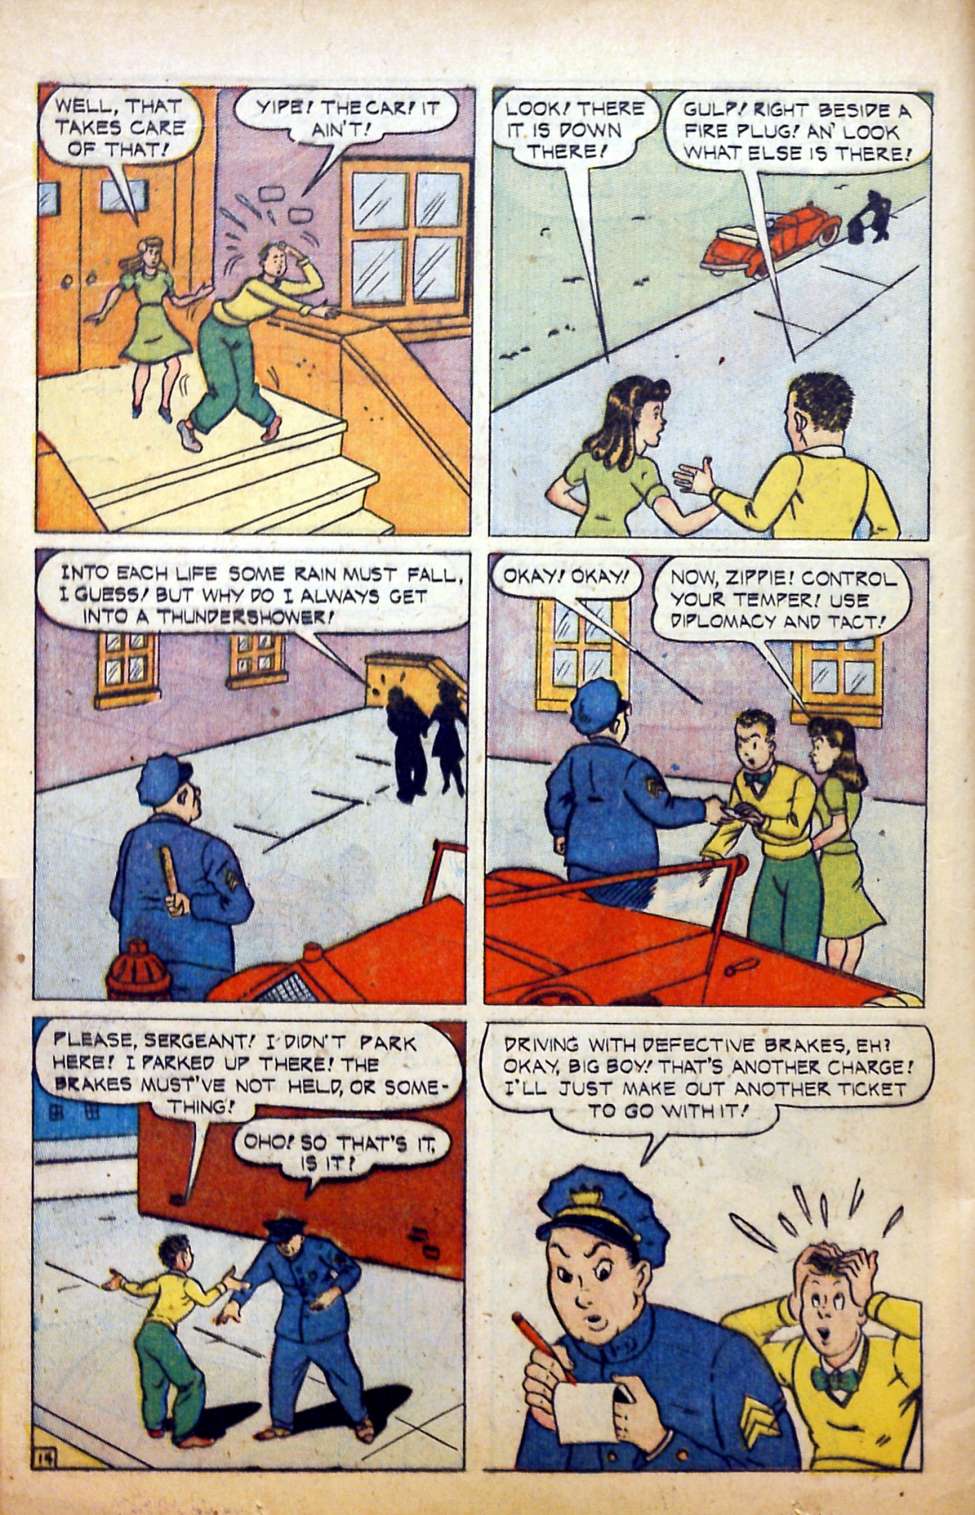 WELL, THAT
TAKES CARE
OF THAT!
YIPE! THE CAR! IT
AIN'T!
LOOK! THERE
IT IS DOWN
THERE!
GULP! RIGHT BESIDE A
FIRE PLUG! AN' LOOK
WHAT ELSE IS THERE!
INTO EACH LIFE SOME RAIN MUST FALL,
I GUESS! BUT WHY DO I ALWAYS GET
INTO A THUNDERSHOWER!
OKAY! OKAY!
NOW, ZIPPIE! CONTROL
YOUR TEMPER! USE
DIPLOMACY AND TACT!
PLEASE, SERGEANT! I DIDN'T PARK
HERE! I PARKED UP THERE! THE
BRAKES MUST'VE NOT HELD, OR SOME-
THING!
OHO! SO THAT'S IT,
IS IT?
DRIVING WITH DEFECTIVE BRAKES, EH?
OKAY, BIG BOY! THAT'S ANOTHER CHARGE!
I'LL JUST MAKE OUT ANOTHER TICKET
TO GO WITH IT!
14